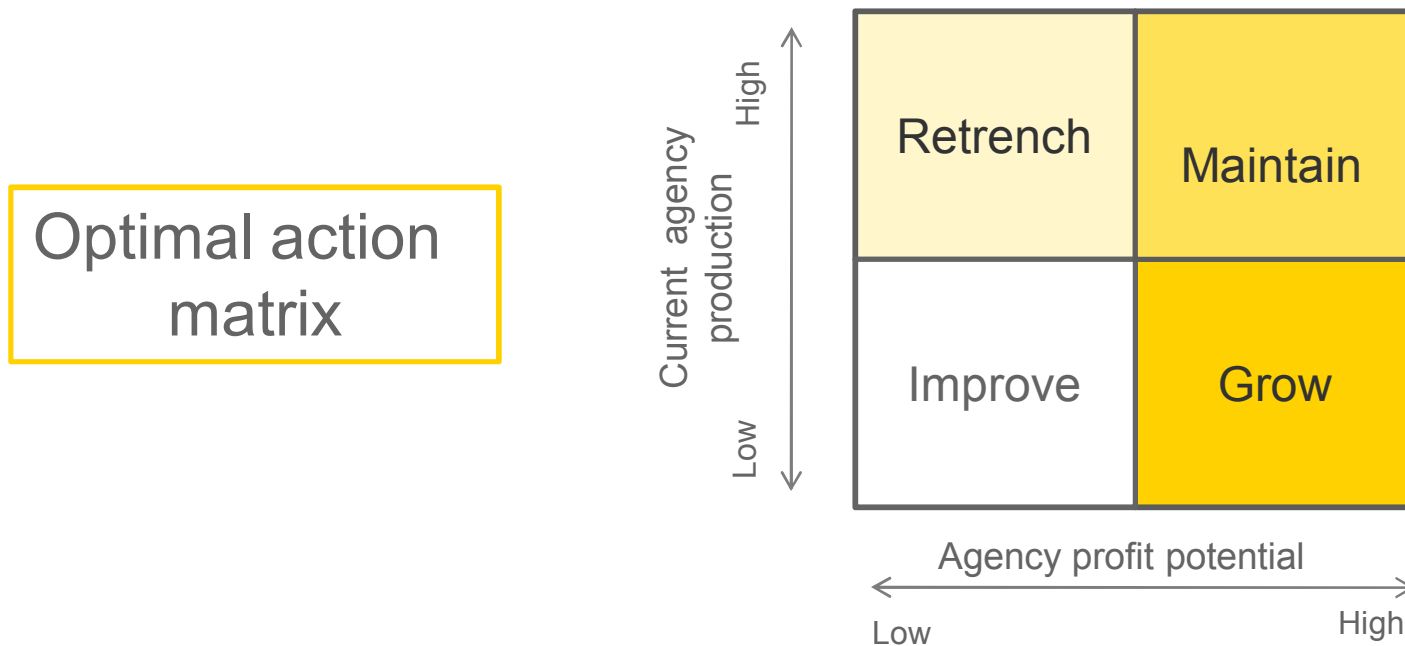 Optimal action
matrix
Current agency
production
High
Low
Retrench
Maintain
Improve
Grow
Agency profit potential
Low
High